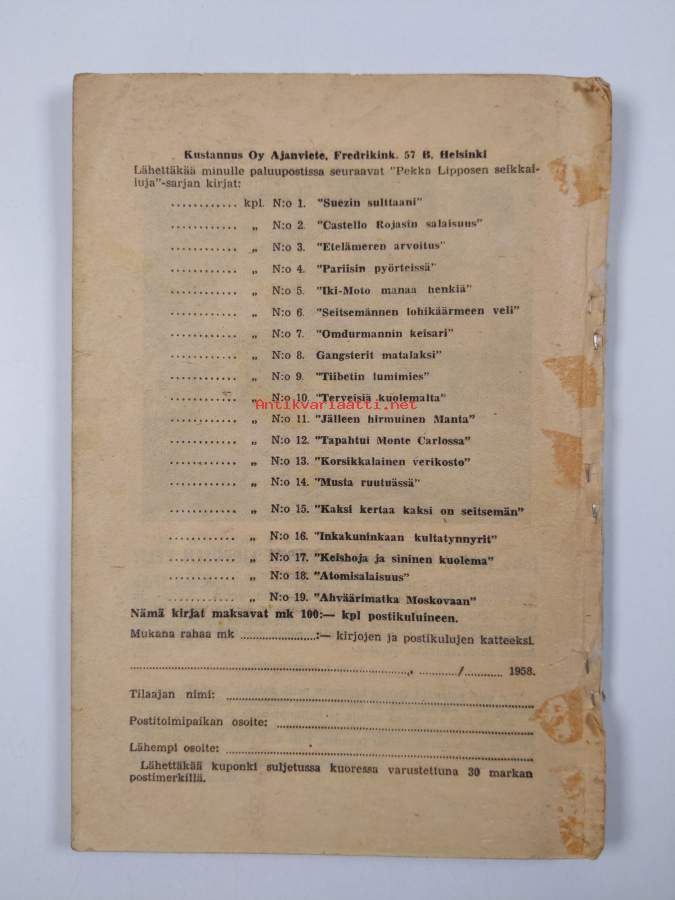 Kustannus Oy Ajanviete, Fredrikink. 57 B, Helsinki
Lähettäkää minulle paluupostissa seuraavat "Pekka Lipposen seikkai-
luja"-sarjan kirjat:
............ kpl. N:o 1. "Suezin sulttaani"
............ „ N:o 2. "Castello Rojasin salaisuus"
............ „ N:o 3. "Etelämeren arvoitus"
............ „ N:o 4. "Pariisin pyörteissä"
............ „ N:o 5. "Iki-Moto manaa henkiä"
............ „ N:o 6. "Seitsemännen lohikäärmeen veli"
............ „ N:o 7. "Omdurmannin keisari"
............ „ N:o 8. Gangsterit matalaksi"
............ „ N:o 9. "Tiibetin lumimies"
............ „ N:o 10. "Terveisiä kuolemalta"
Antikvariaatti.net
............ „ N:o 11. "Jälleen hirmuinen Manta"
............ „ N:o 12. "Tapahtui Monte Carlossa"
............ „ N:o 13. "Korsikkalainen verikosto"
............ „ N:o 14. "Musta ruutuässä"
............ „ N:o 15. "Kaksi kertaa kaksi on seitsemän"
............ „ N:o 16. "Inkakuninkaan kultatynnyrit"
............ „ N:o 17. "Keishoja ja sininen kuolema"
............ „ N:o 18. "Atomisalaisuus"
............ „ N:o 19. "Ahväärimatka Moskovaan"
Nämä kirjat maksavat mk 100:— kpl postikuluineen.
Mukana rahaa mk ......................:— kirjojen ja postikulujen katteeksi.
......................................................, ........../.......... 1958.
Tilaajan nimi: ......................................................
Postitoimipaikan osoite: ......................................................
Lähempi osoite: ......................................................
Lähettäkää kuponki suljetussa kuoressa varustettuna 30 markan
postimerkillä.